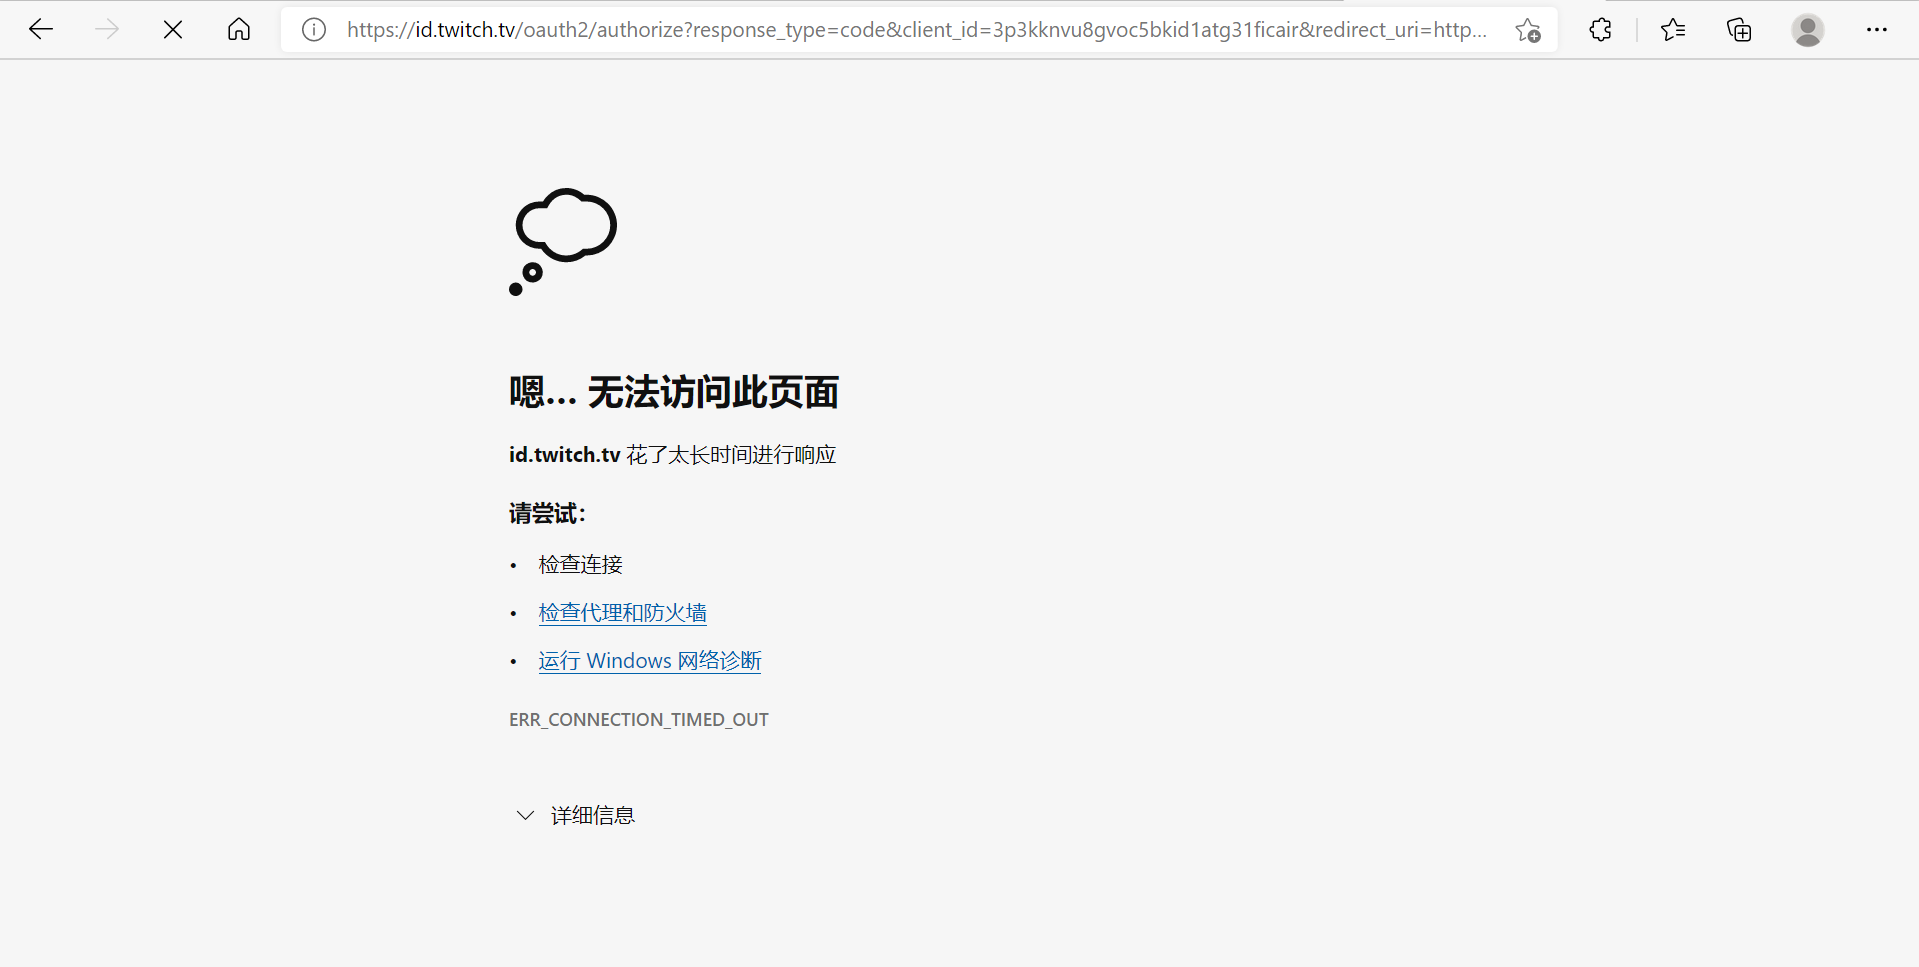 https://id.twitch.tv/oauth2/authorize?response_type=code&client_id=3p3kknvu8gvoc5bkid1atg31ficair&redirect_uri=http...
嗯... 无法访问此页面
id.twitch.tv 花了太长时间进行响应
请尝试:
• 检查连接
• 检查代理和防火墙
• 运行 Windows 网络诊断
ERR_CONNECTION_TIMED_OUT
详细信息